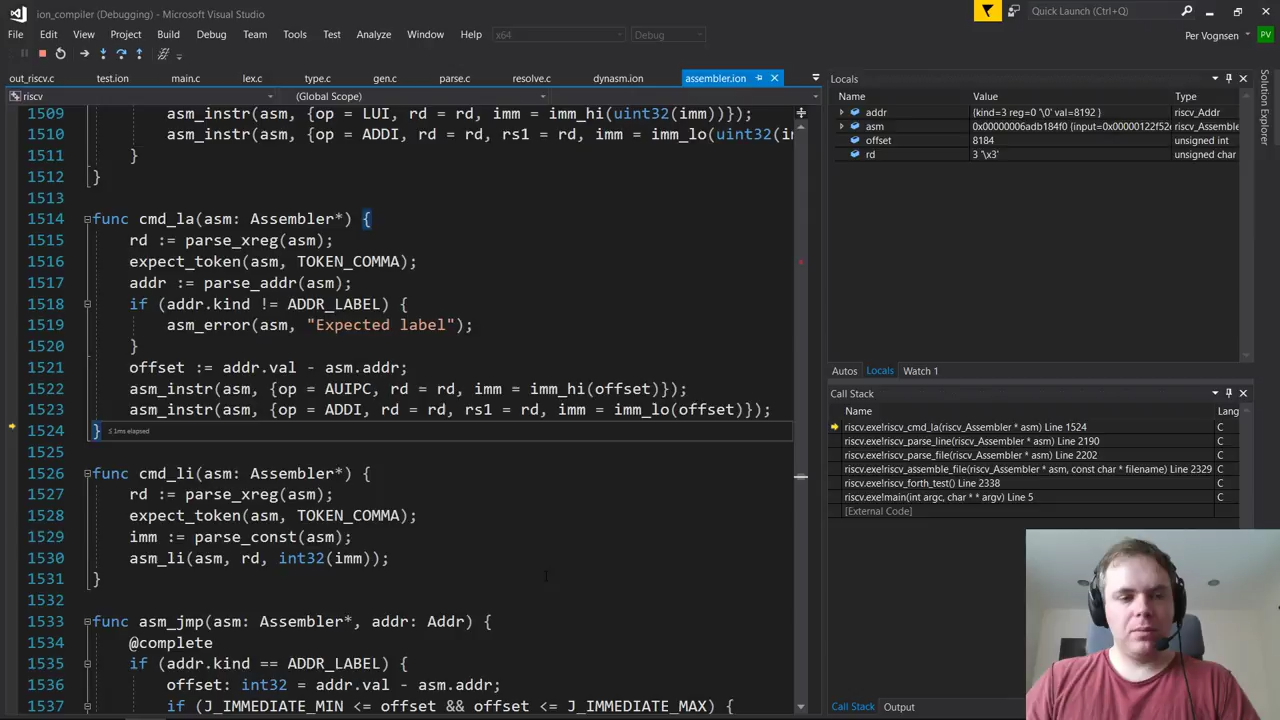 ion_compiler (Debugging) - Microsoft Visual Studio
Quick Launch (Ctrl+Q)
File Edit View Project Build Debug Team Tools Test Analyze Window Help x64 Debug
Per Vognsen PV
out_riscv.c test.ion main.c lex.c type.c gen.c parse.c resolve.c dynasm.ion assembler.ion
riscv (Global Scope)
1509 asm_instr(asm, {op = LUI, rd = rd, imm = imm_hi(uint32(imm))});
1510 asm_instr(asm, {op = ADDI, rd = rd, rs1 = rd, imm = imm_lo(uint32(i
1511 }
1512 }
1513
1514 func cmd_la(asm: Assembler*) {
1515 rd := parse_xreg(asm);
1516 expect_token(asm, TOKEN_COMMA);
1517 addr := parse_addr(asm);
1518 if (addr.kind != ADDR_LABEL) {
1519 asm_error(asm, "Expected label");
1520 }
1521 offset := addr.val - asm.addr;
1522 asm_instr(asm, {op = AUIPC, rd = rd, imm = imm_hi(offset)});
1523 asm_instr(asm, {op = ADDI, rd = rd, rs1 = rd, imm = imm_lo(offset)});
1524 } ≤ 1ms elapsed
1525
1526 func cmd_li(asm: Assembler*) {
1527 rd := parse_xreg(asm);
1528 expect_token(asm, TOKEN_COMMA);
1529 imm := parse_const(asm);
1530 asm_li(asm, rd, int32(imm));
1531 }
1532
1533 func asm_jmp(asm: Assembler*, addr: Addr) {
1534 @complete
1535 if (addr.kind == ADDR_LABEL) {
1536 offset: int32 = addr.val - asm.addr;
1537 if (J_IMMEDIATE_MIN <= offset && offset <= J_IMMEDIATE_MAX) {
Locals
Name Value Type
addr {kind=3 reg=0 '\0' val=8192 } riscv_Addr
asm 0x00000006adb184f0 {input=0x00000122f52e riscv_Assemble
offset 8184 unsigned int
rd 3 '\x3' unsigned char
Autos Locals Watch 1
Call Stack
Name Lang
riscv.exe!riscv_cmd_la(riscv_Assembler * asm) Line 1524 C
riscv.exe!riscv_parse_line(riscv_Assembler * asm) Line 2190 C
riscv.exe!riscv_parse_file(riscv_Assembler * asm) Line 2202 C
riscv.exe!riscv_assemble_file(riscv_Assembler * asm, const char * filename) Line 2329 C
riscv.exe!riscv_forth_test() Line 2338 C
riscv.exe!main(int argc, char * * argv) Line 5 C
[External Code]
Call Stack Output
Solution Explorer